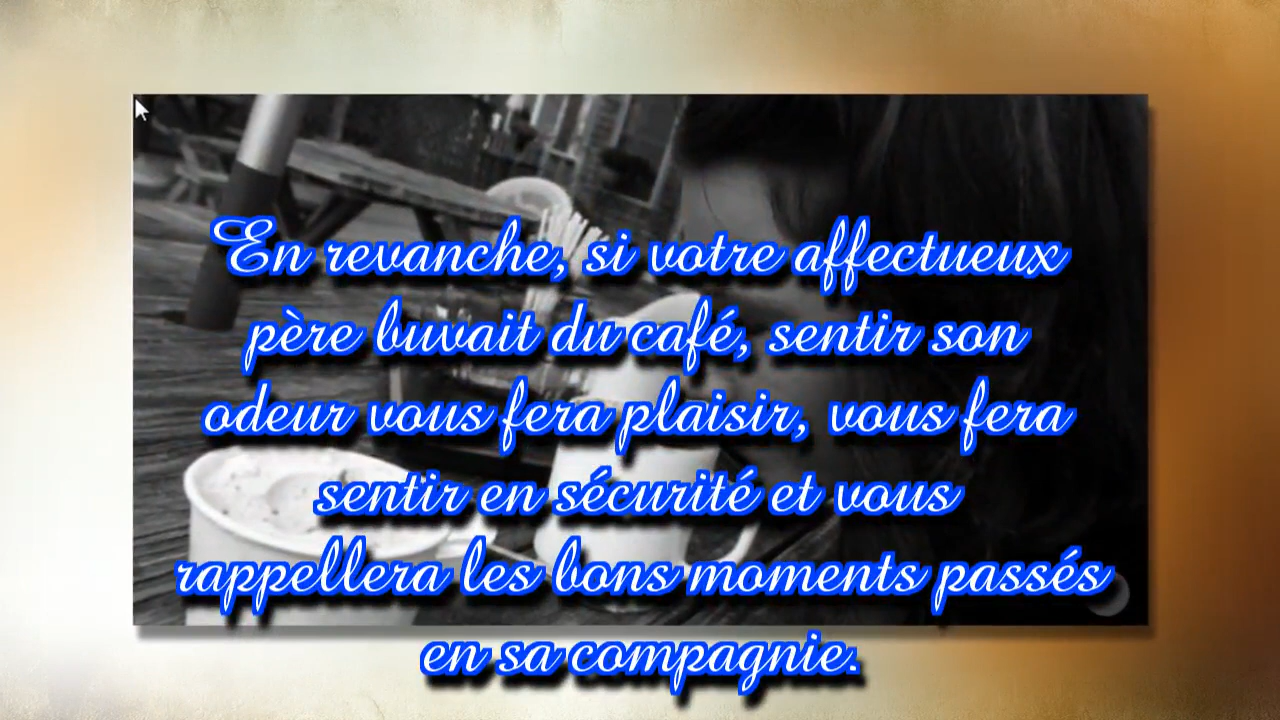 En revanche, si votre affectueux
père buvait du café, sentir son
odeur vous fera plaisir, vous fera
sentir en sécurité et vous
rappellera les bons moments passés
en sa compagnie.